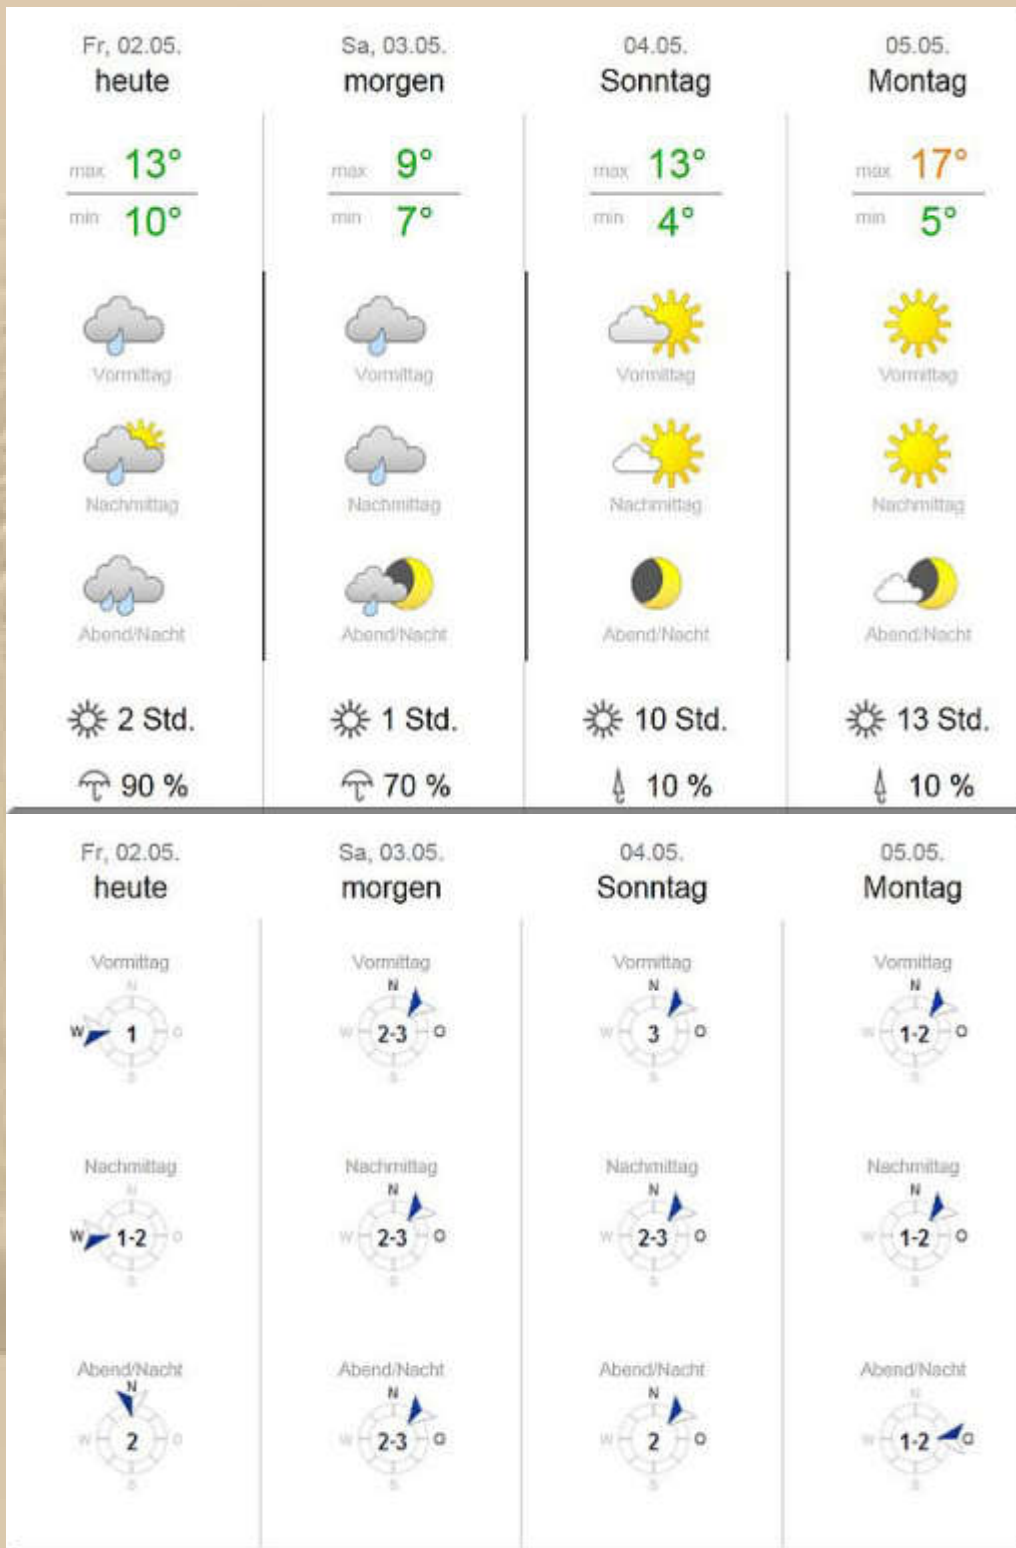 Fr, 02.05. Sa, 03.05. 04.05. 05.05.
heute morgen Sonntag Montag
max 13° max 9° max 13° max 17°
min 10° min 7° min 4° min 5°
Vormittag Vormittag Vormittag Vormittag
Nachmittag Nachmittag Nachmittag Nachmittag
Abend/Nacht Abend/Nacht Abend/Nacht Abend/Nacht
2 Std. 1 Std. 10 Std. 13 Std.
90 % 70 % 10 % 10 %
Fr, 02.05. Sa, 03.05. 04.05. 05.05.
heute morgen Sonntag Montag
Vormittag Vormittag Vormittag Vormittag
N N N N
W 1 O W 2-3 O W 3 O W 1-2 O
S S S S
Nachmittag Nachmittag Nachmittag Nachmittag
N N N N
W 1-2 O W 2-3 O W 2-3 O W 1-2 O
S S S S
Abend/Nacht Abend/Nacht Abend/Nacht Abend/Nacht
N N N N
W 2 O W 2-3 O W 2 O W 1-2 O
S S S S